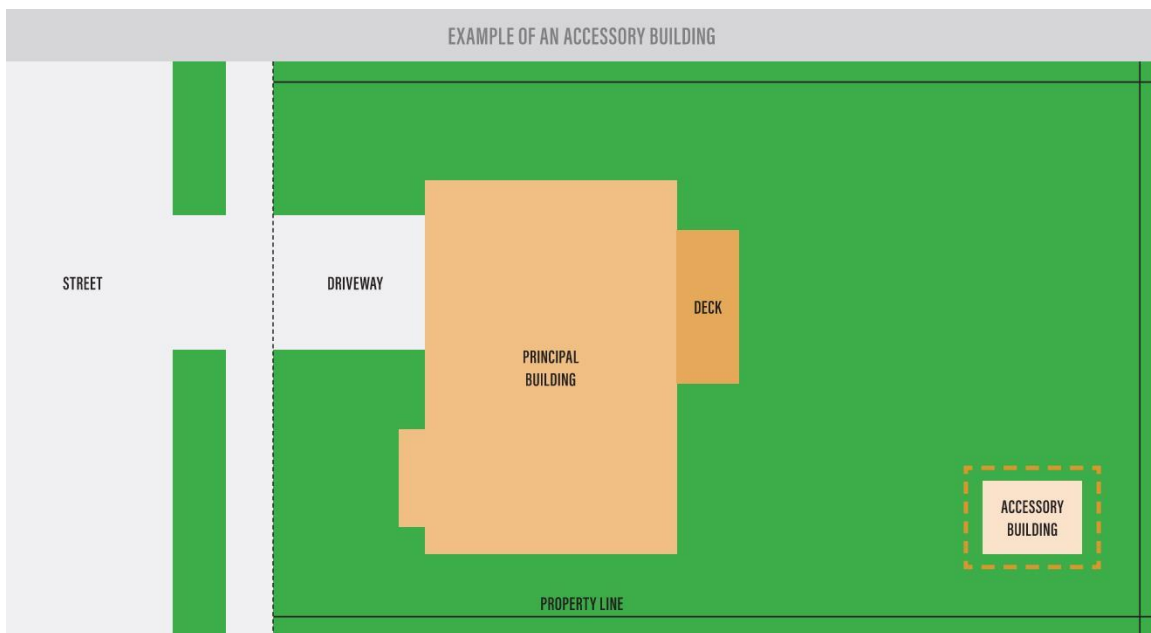 EXAMPLE OF AN ACCESSORY BUILDING
STREET
DRIVEWAY
DECK
PRINCIPAL
BUILDING
ACCESSORY
BUILDING
PROPERTY LINE